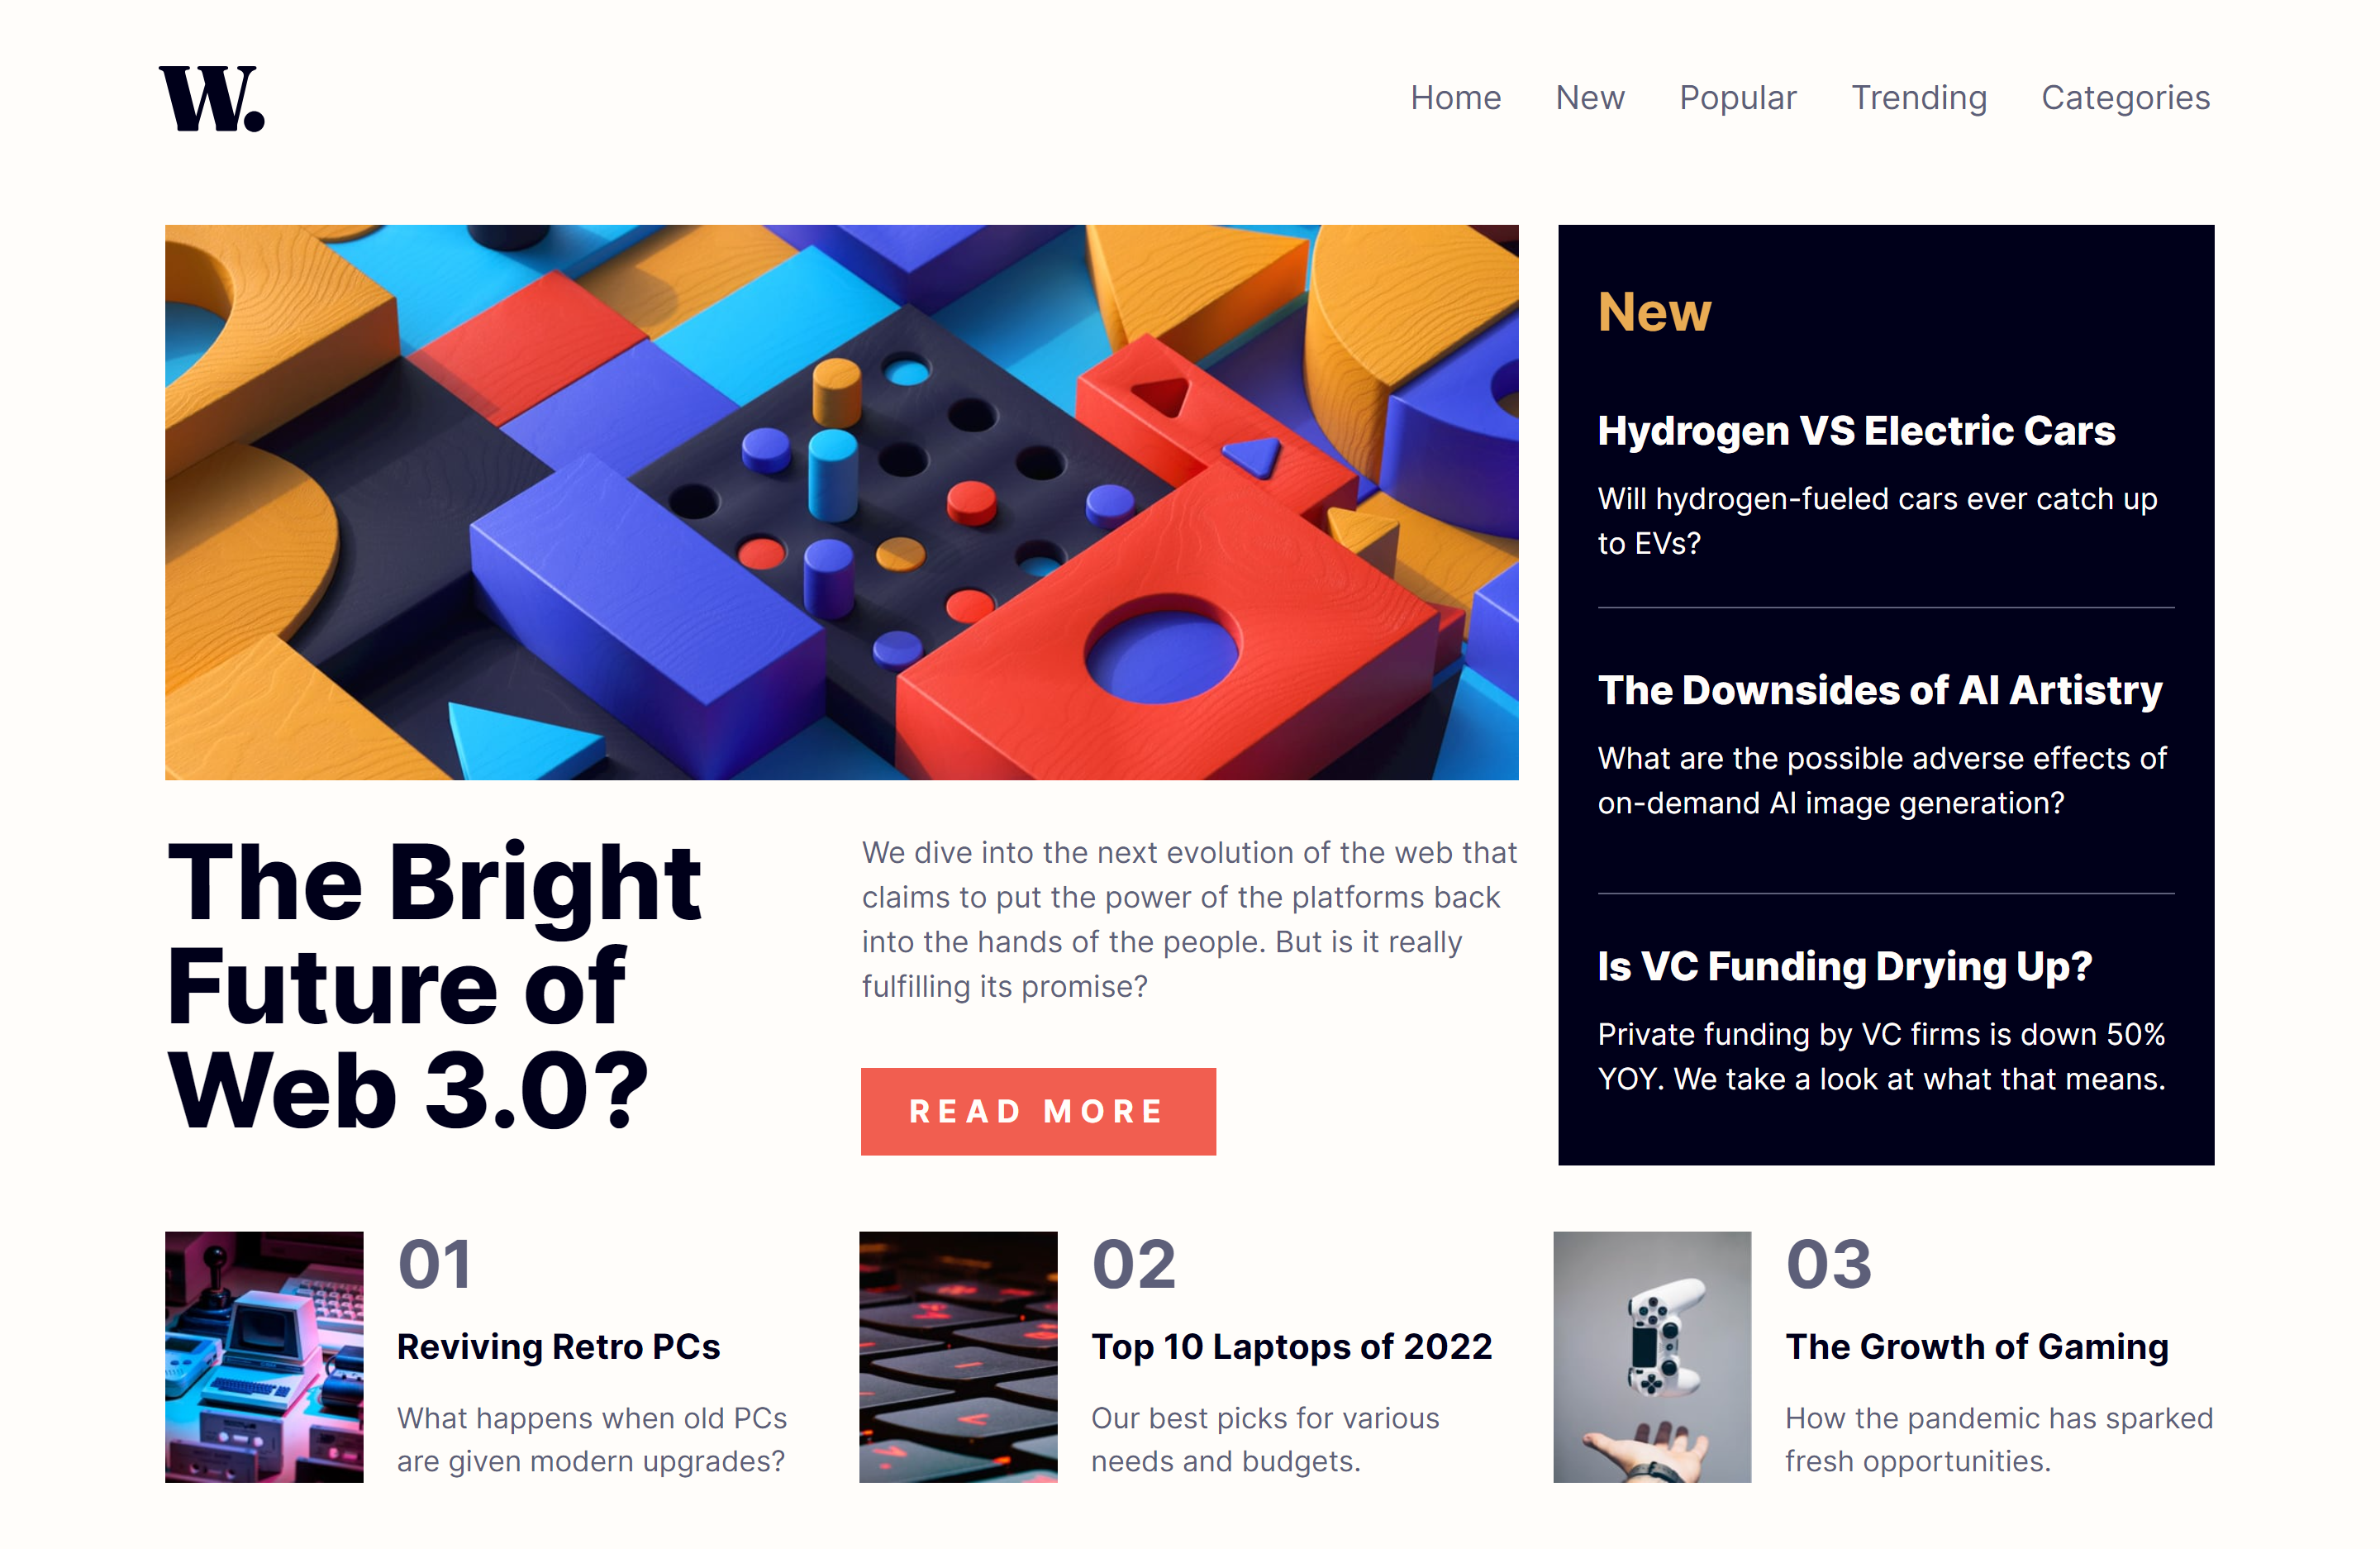 W.
Home New Popular Trending Categories
New
Hydrogen VS Electric Cars
Will hydrogen-fueled cars ever catch up
to EVs?
The Downsides of AI Artistry
What are the possible adverse effects of
on-demand AI image generation?
Is VC Funding Drying Up?
Private funding by VC firms is down 50%
YOY. We take a look at what that means.
The Bright
Future of
Web 3.0?
We dive into the next evolution of the web that
claims to put the power of the platforms back
into the hands of the people. But is it really
fulfilling its promise?
READ MORE
01
Reviving Retro PCs
What happens when old PCs
are given modern upgrades?
02
Top 10 Laptops of 2022
Our best picks for various
needs and budgets.
03
The Growth of Gaming
How the pandemic has sparked
fresh opportunities.